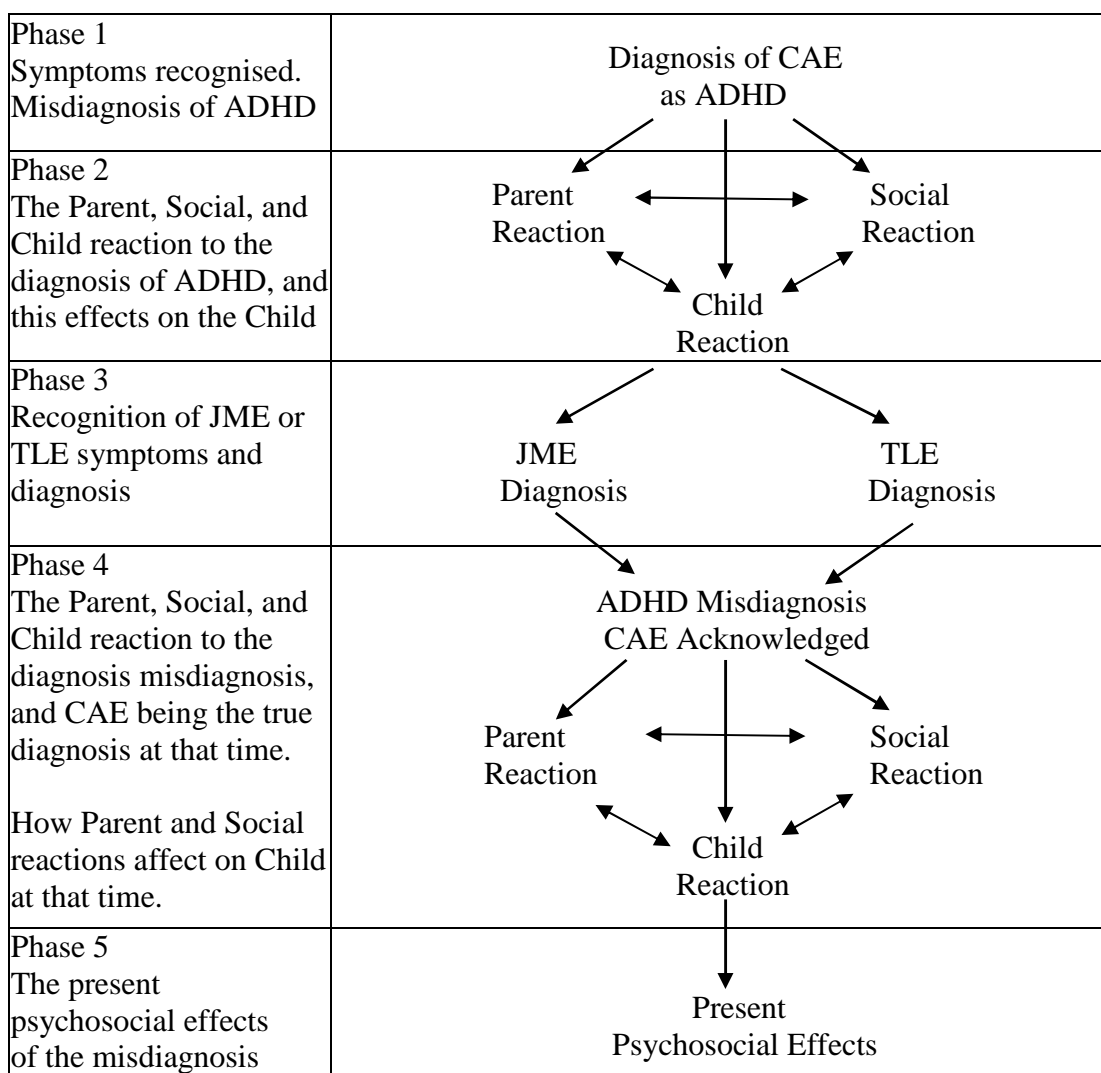 Phase 1
Symptoms recognised.
Misdiagnosis of ADHD
Diagnosis of CAE
as ADHD
Phase 2
The Parent, Social, and
Child reaction to the
diagnosis of ADHD, and
this effects on the Child
Parent
Reaction
Social
Reaction
Child
Reaction
Phase 3
Recognition of JME or
TLE symptoms and
diagnosis
JME
Diagnosis
TLE
Diagnosis
Phase 4
The Parent, Social, and
Child reaction to the
diagnosis misdiagnosis,
and CAE being the true
diagnosis at that time.
How Parent and Social
reactions affect on Child
at that time.
ADHD Misdiagnosis
CAE Acknowledged
Parent
Reaction
Social
Reaction
Child
Reaction
Phase 5
The present
psychosocial effects
of the misdiagnosis
Present
Psychosocial Effects